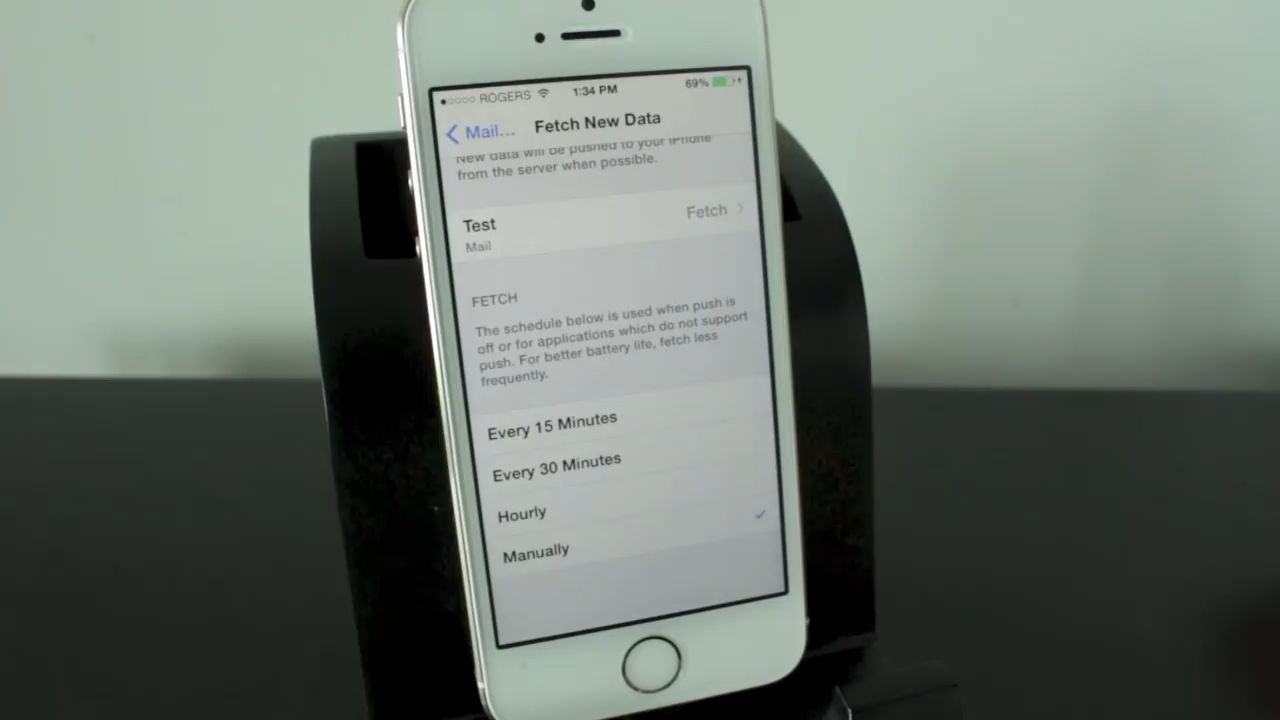 ROGERS 1:34 PM 69%
Mail... Fetch New Data
New data will be pushed to your iPhone
from the server when possible.
Test Fetch
Mail
FETCH
The schedule below is used when push is
off or for applications which do not support
push. For better battery life, fetch less
frequently.
Every 15 Minutes
Every 30 Minutes
Hourly
Manually